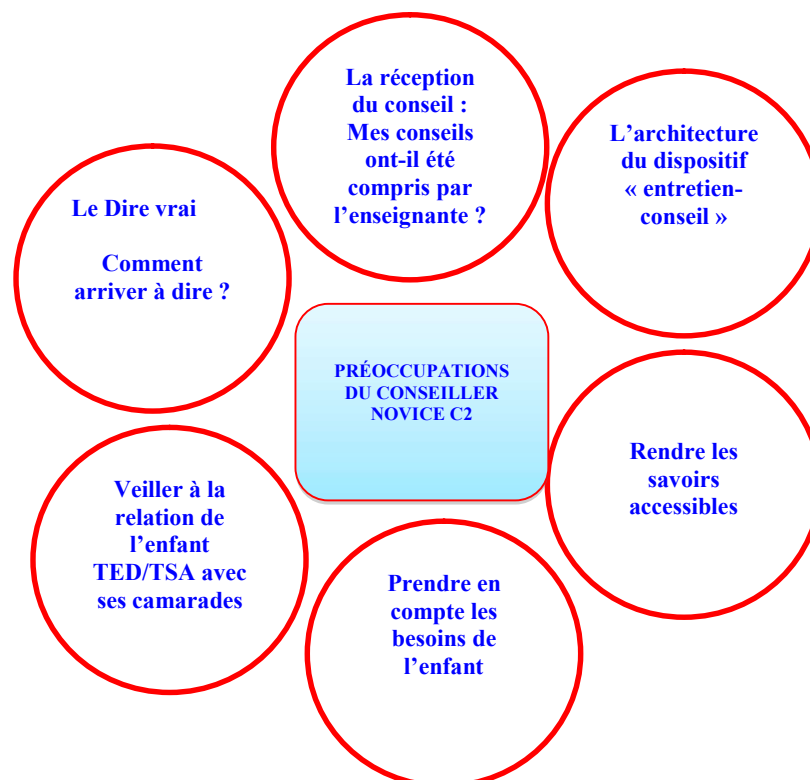 La réception
du conseil :
Mes conseils
ont-il été
compris par
l'enseignante ?
L'architecture
du dispositif
« entretien-
conseil »
Le Dire vrai
Comment
arriver à dire ?
PRÉOCCUPATIONS
DU CONSEILLER
NOVICE C2
Rendre les
savoirs
accessibles
Veiller à la
relation de
l'enfant
TED/TSA avec
ses camarades
Prendre en
compte les
besoins de
l'enfant